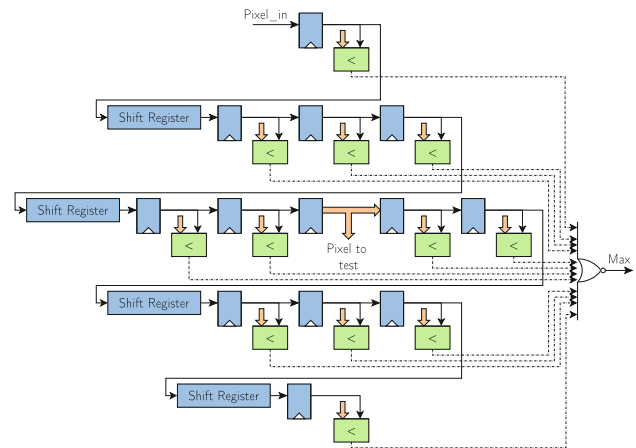 Pixel_in
<
Shift Register
< < <
Shift Register
< < Pixel to < <
test
Max
Shift Register
< < <
Shift Register
<